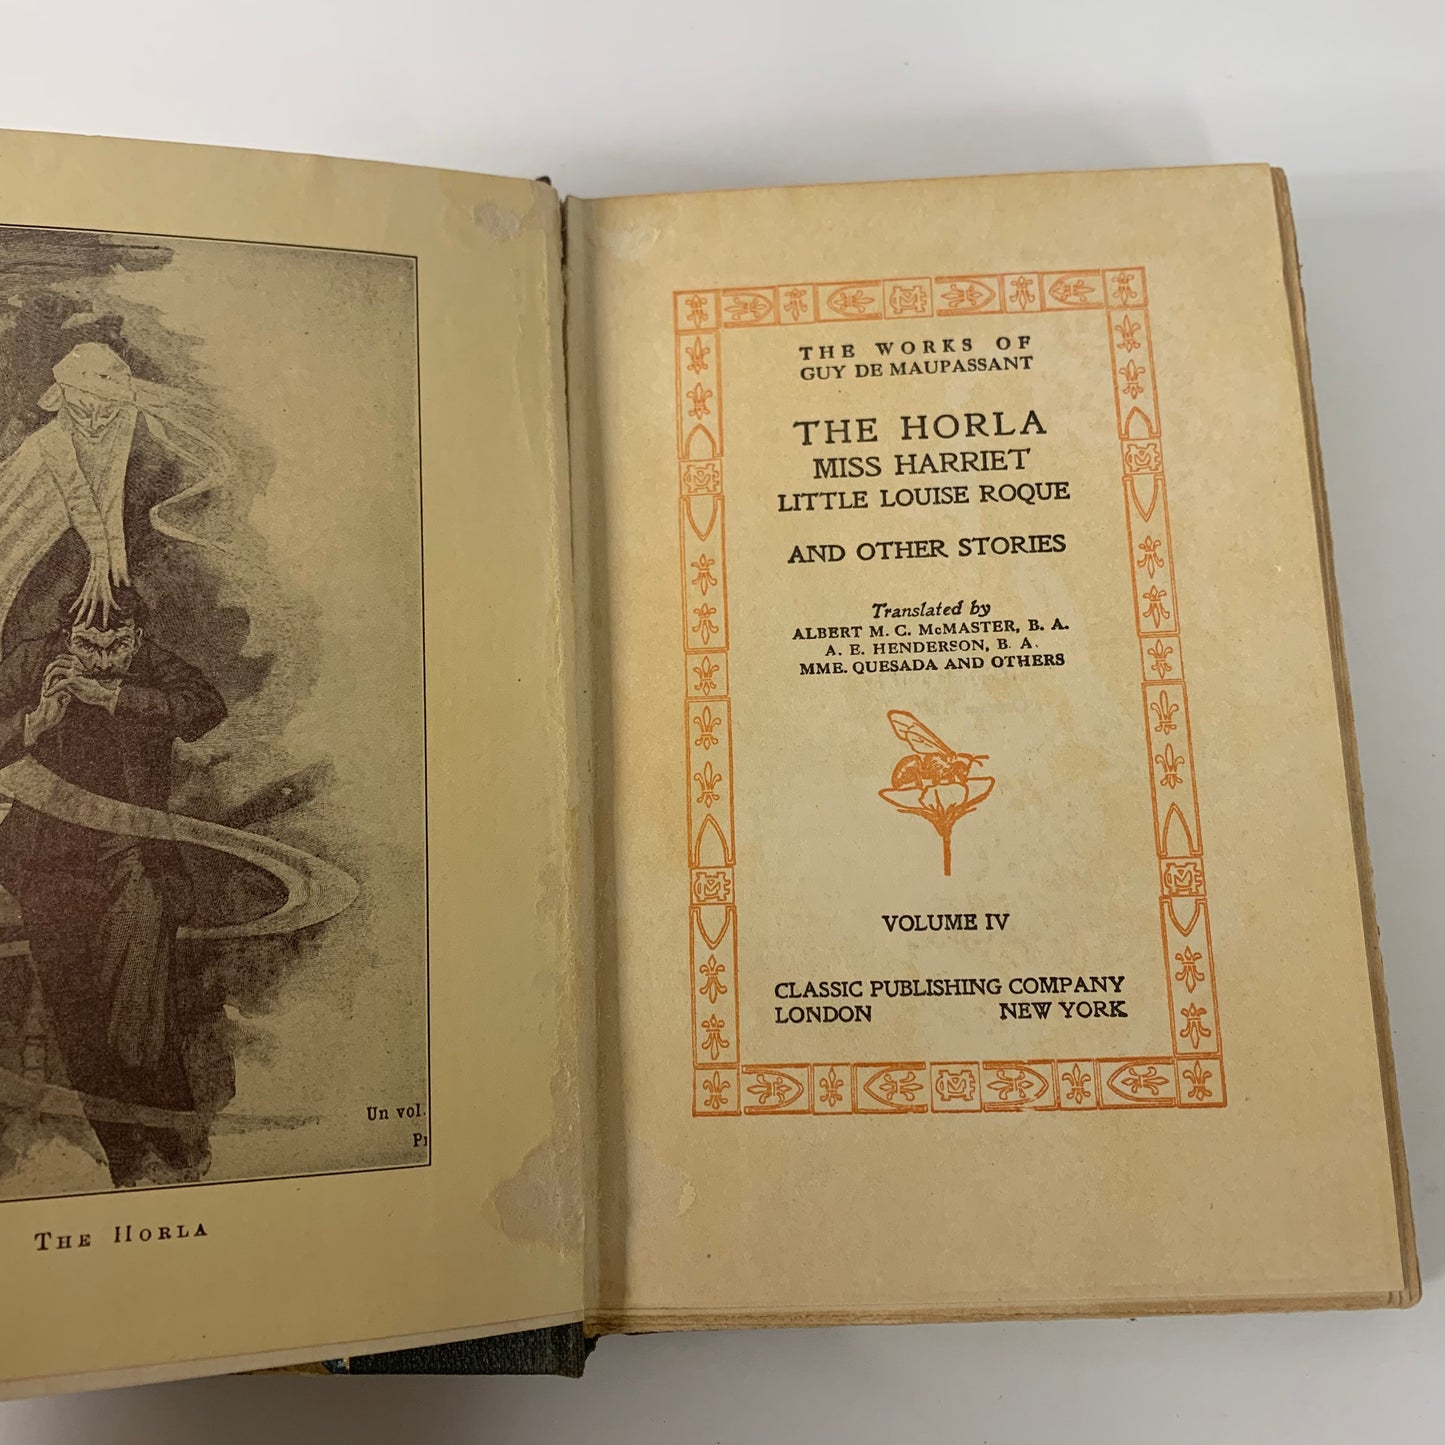 Un vol.
THE HORLA
THE WORKS OF
GUY DE MAUPASSANT
THE HORLA
MISS HARRIET
LITTLE LOUISE ROQUE
AND OTHER STORIES
Translated by
ALBERT M. C. McMASTER, B. A.
A. E. HENDERSON, B. A.
MME. QUESADA AND OTHERS
VOLUME IV
CLASSIC PUBLISHING COMPANY
LONDON NEW YORK